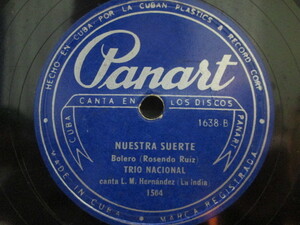 HECHO EN CUBA POR LA CUBAN PLASTICS & RECORD CORP.
Panart
CANTA EN LOS DISCOS
CUBA
PANART
1638-B
NUESTRA SUERTE
Bolero (Rosendo Ruiz)
TRIO NACIONAL
canta L. M. Hernández (La India
1504
MADE IN CUBA • MARCA REGISTRADA